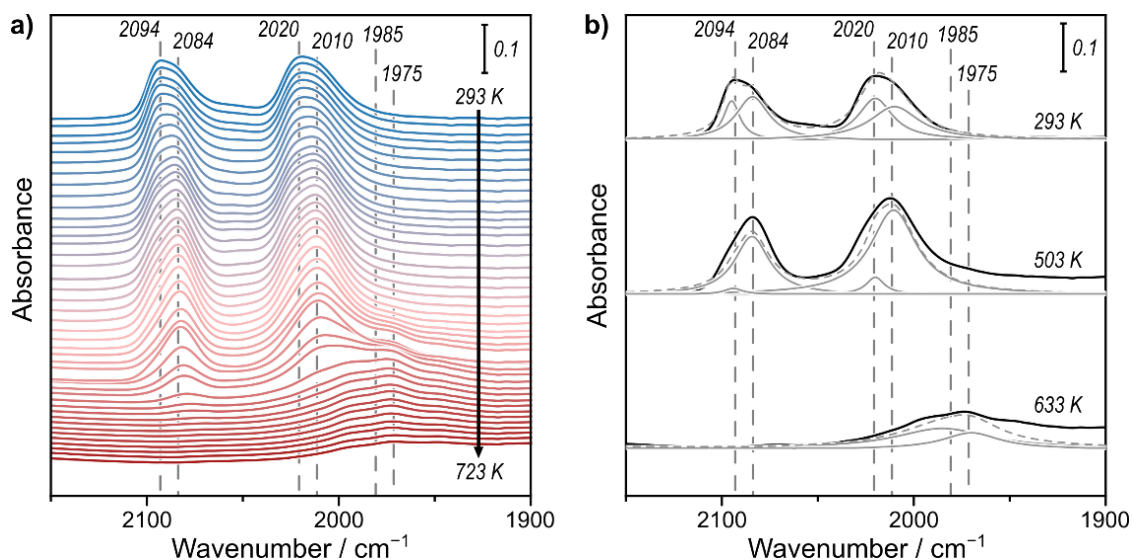 a)
2094
2084
2020
2010
1985
1975
0.1
293 K
723 K
Absorbance
2100
2000
1900
Wavenumber / cm⁻¹
b)
2094
2084
2020
2010
1985
1975
0.1
293 K
503 K
633 K
Absorbance
2100
2000
1900
Wavenumber / cm⁻¹